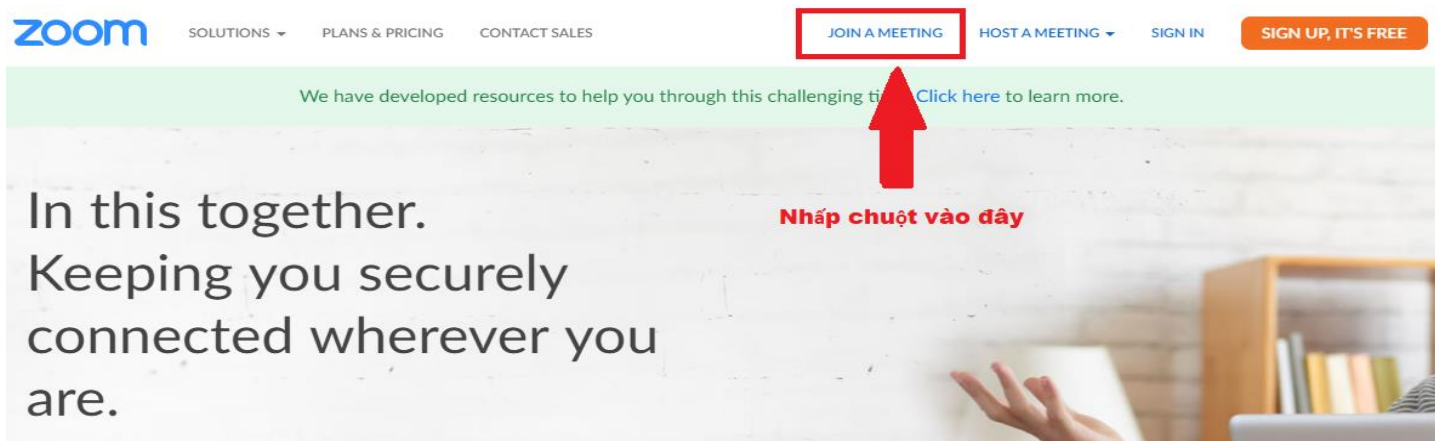 zoom SOLUTIONS PLANS & PRICING CONTACT SALES JOIN A MEETING HOST A MEETING SIGN IN SIGN UP, IT'S FREE
We have developed resources to help you through this challenging Click here to learn more.
Nhấp chuột vào đây
In this together.
Keeping you securely
connected wherever you
are.